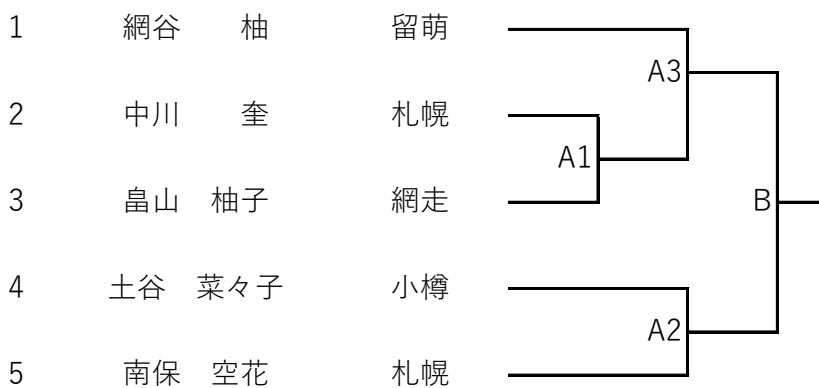 1 網谷 柚 留萌
A3
2 中川 奎 札幌
A1
3 畠山 柚子 網走 B
4 土谷 菜々子 小樽
A2
5 南保 空花 札幌